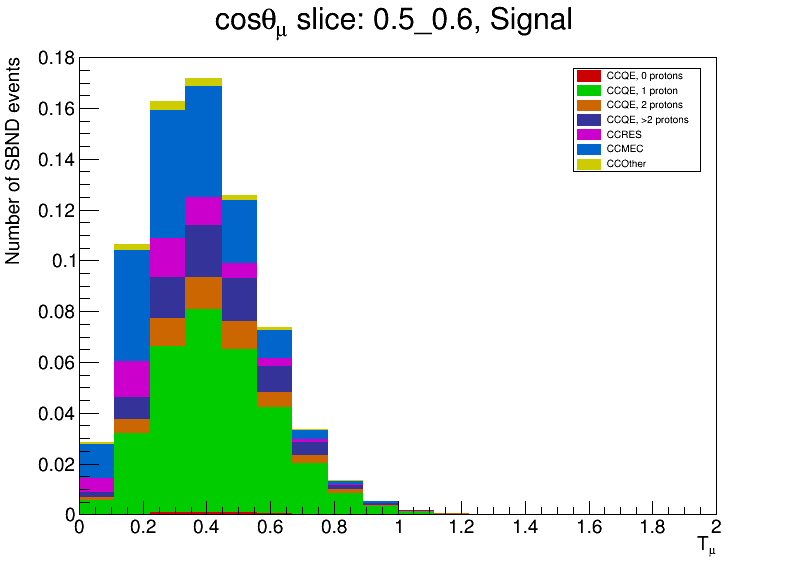 cosθμ slice: 0.5_0.6, Signal
Number of SBND events
0.18
0.16
0.14
0.12
0.1
0.08
0.06
0.04
0.02
0
CCQE, 0 protons
CCQE, 1 proton
CCQE, 2 protons
CCQE, >2 protons
CCRES
CCMEC
CCOther
0 0.2 0.4 0.6 0.8 1 1.2 1.4 1.6 1.8 2
Tμ